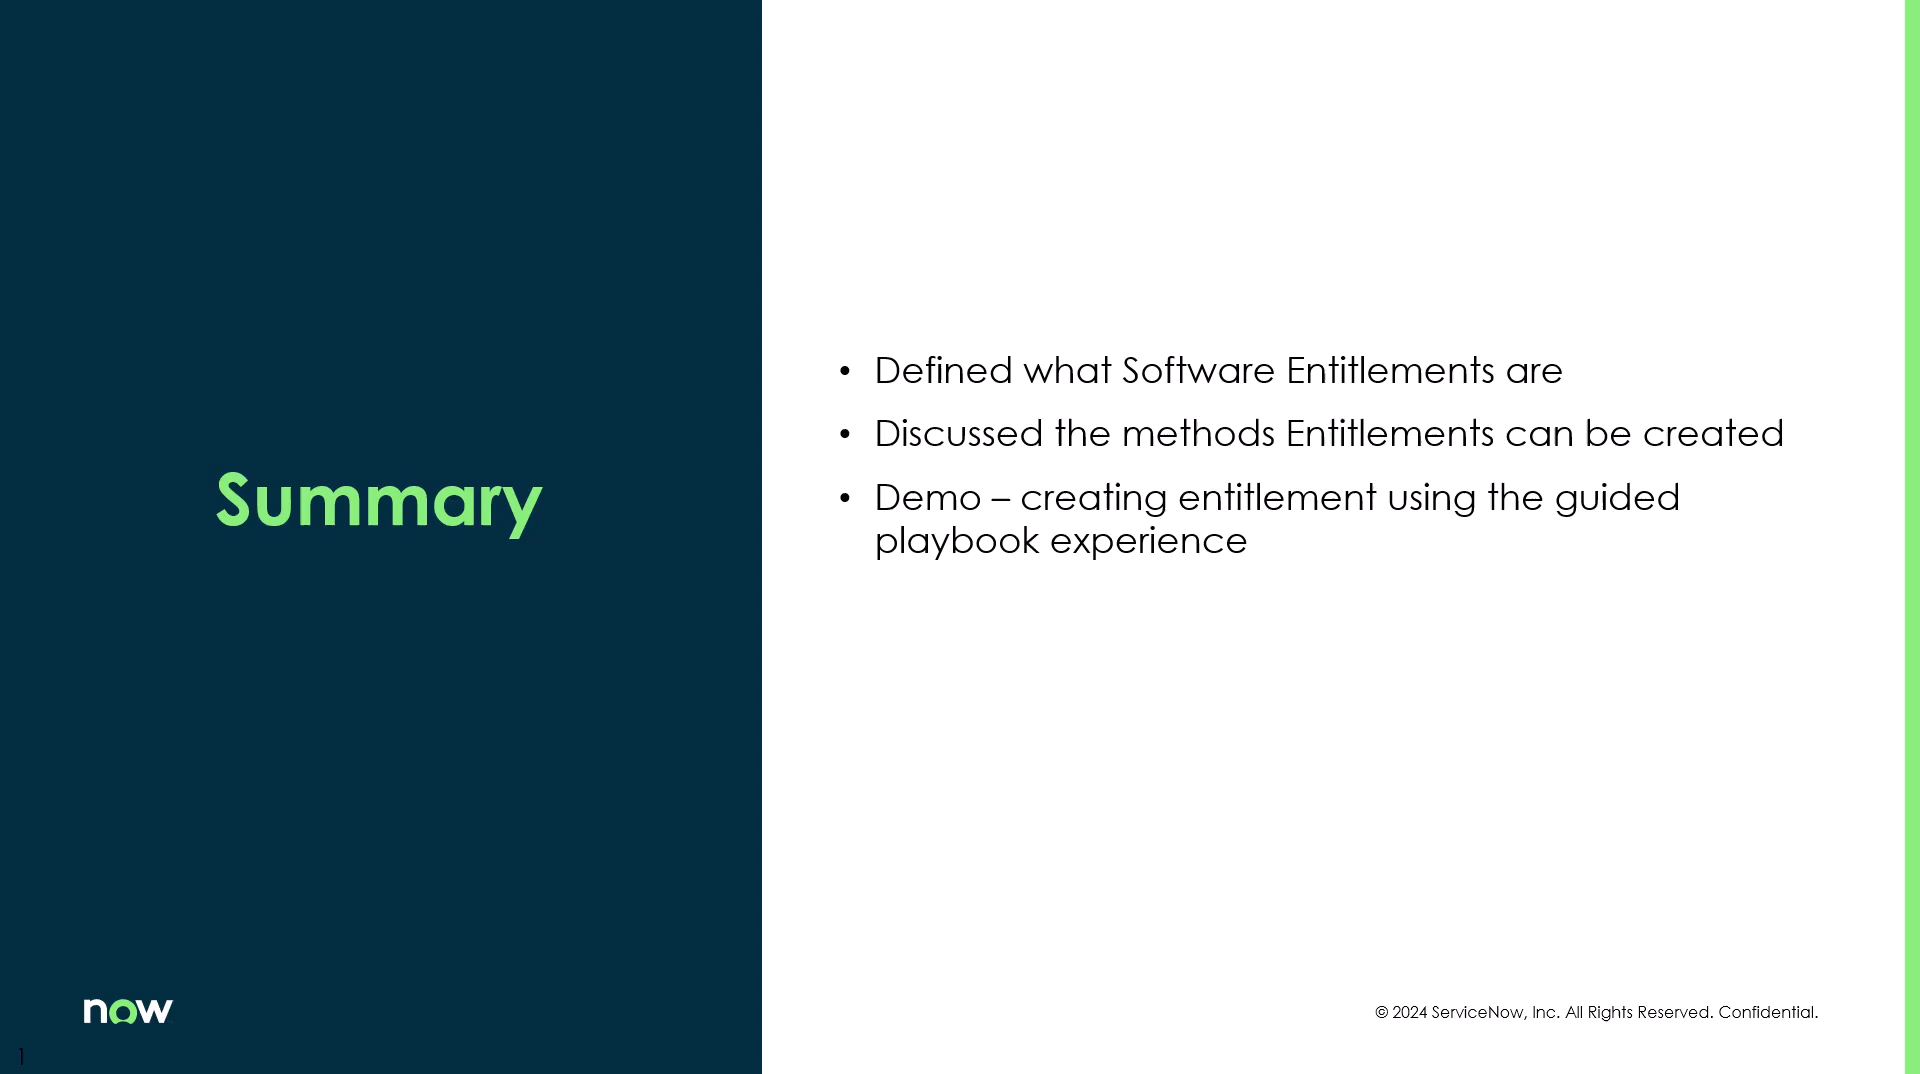 Summary
• Defined what Software Entitlements are
• Discussed the methods Entitlements can be created
• Demo – creating entitlement using the guided
playbook experience
now
© 2024 ServiceNow, Inc. All Rights Reserved. Confidential.
1